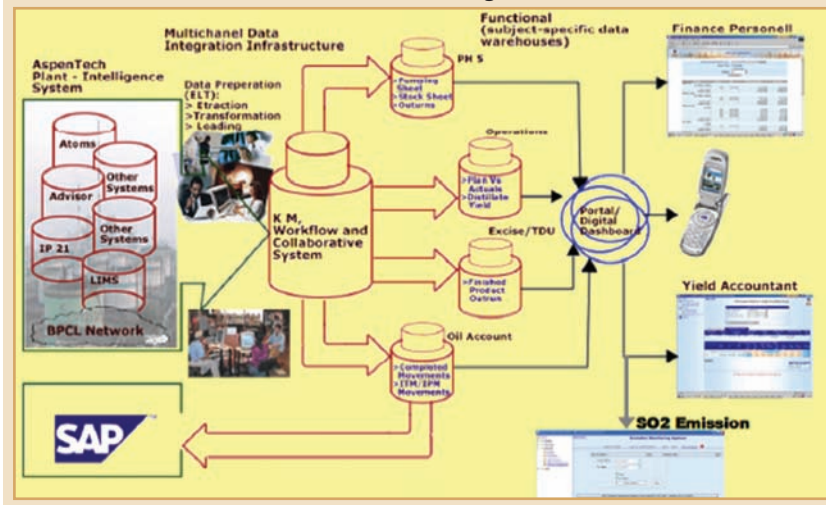 Functional
(subject-specific data
warehouses)
Finance Personell
Multichanel Data
Integration Infrastructure
AspenTech
Plant - Intelligence
System
PH 5
Data Preperation
(ELT):
> Etraction
>Transformation
> Loading
>Pumping
Sheet
>Stock Sheet
>Outurns
Atoms
Other
Systems
Advisor
Other
Systems
IP 21
LIMS
BPCL Network
K M,
Workflow and
Collaborative
System
Operations
>Plan Vs
Actuals
>Distillate
Yield
Portal/
Digital
Dashboard
Excise/TDU
>Finished
Product
Outrun
Yield Accountant
Oil Account
>Completed
Movements
>ITM/IPM
Movements
SAP
SO2 Emission